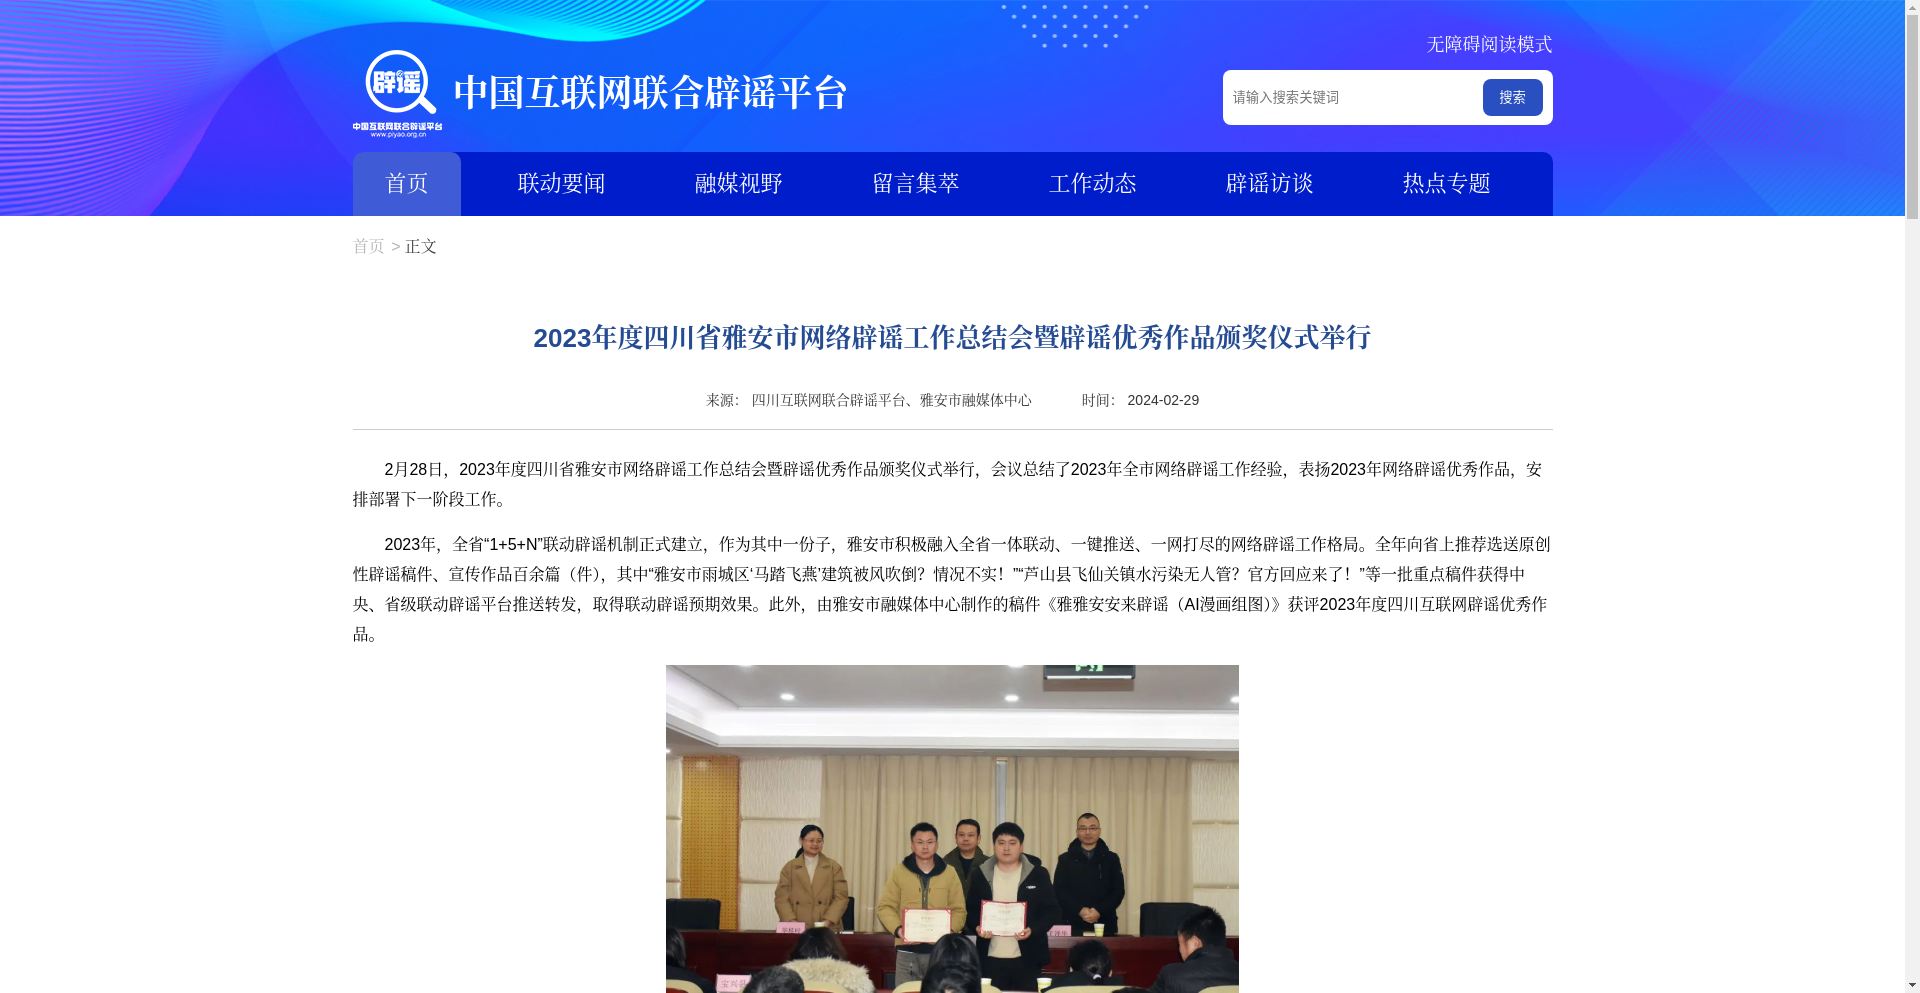 无障碍阅读模式
辟谣
中国互联网联合辟谣平台
www.piyao.org.cn
中国互联网联合辟谣平台
请输入搜索关键词
搜索
首页 联动要闻 融媒视野 留言集萃 工作动态 辟谣访谈 热点专题
首页 > 正文
2023年度四川省雅安市网络辟谣工作总结会暨辟谣优秀作品颁奖仪式举行
来源： 四川互联网联合辟谣平台、雅安市融媒体中心 时间： 2024-02-29
2月28日，2023年度四川省雅安市网络辟谣工作总结会暨辟谣优秀作品颁奖仪式举行，会议总结了2023年全市网络辟谣工作经验，表扬2023年网络辟谣优秀作品，安
排部署下一阶段工作。
2023年，全省“1+5+N”联动辟谣机制正式建立，作为其中一份子，雅安市积极融入全省一体联动、一键推送、一网打尽的网络辟谣工作格局。全年向省上推荐选送原创
性辟谣稿件、宣传作品百余篇（件），其中“雅安市雨城区‘马踏飞燕’建筑被风吹倒？情况不实！”“芦山县飞仙关镇水污染无人管？官方回应来了！”等一批重点稿件获得中
央、省级联动辟谣平台推送转发，取得联动辟谣预期效果。此外，由雅安市融媒体中心制作的稿件《雅雅安安来辟谣（AI漫画组图）》获评2023年度四川互联网辟谣优秀作
品。